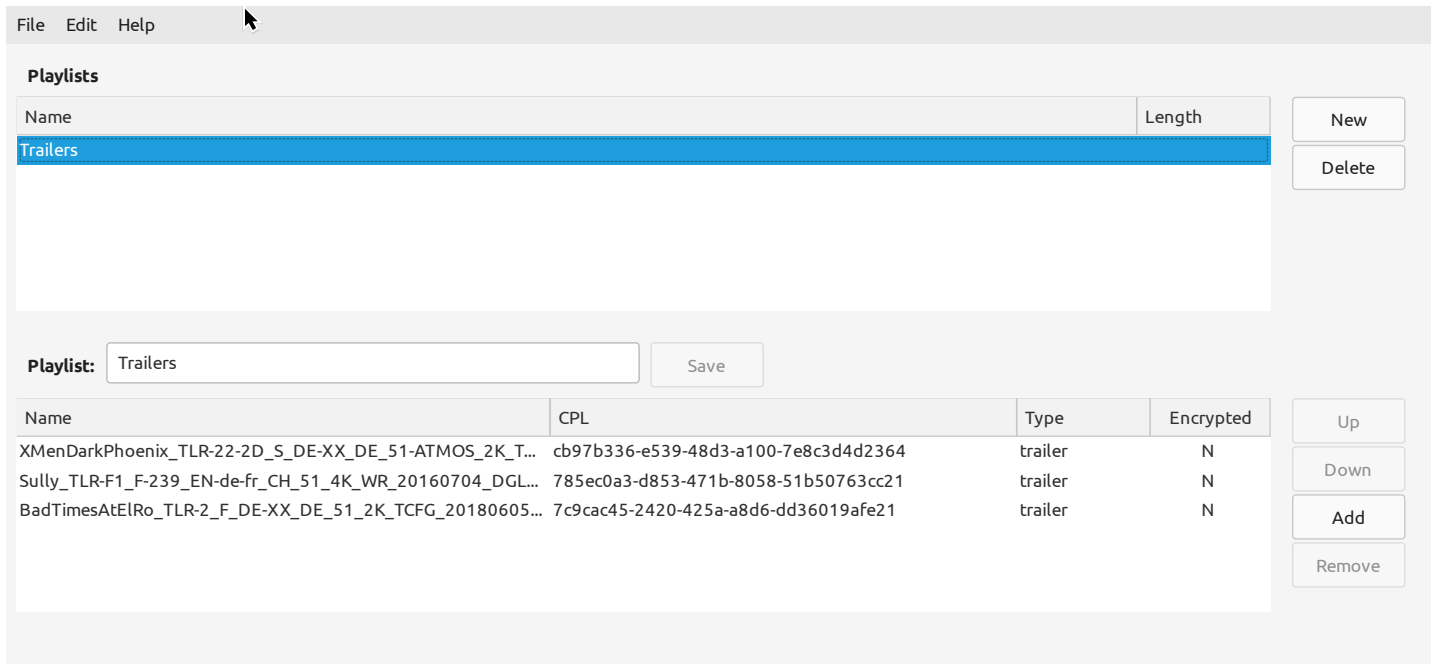 File Edit Help
Playlists
Name Length
New
Trailers
Delete
Playlist: Trailers Save
Name CPL Type Encrypted
Up
XMenDarkPhoenix_TLR-22-2D_S_DE-XX_DE_51-ATMOS_2K_T... cb97b336-e539-48d3-a100-7e8c3d4d2364 trailer N
Down
Sully_TLR-F1_F-239_EN-de-fr_CH_51_4K_WR_20160704_DGL... 785ec0a3-d853-471b-8058-51b50763cc21 trailer N
BadTimesAtElRo_TLR-2_F_DE-XX_DE_51_2K_TCFG_20180605... 7c9cac45-2420-425a-a8d6-dd36019afe21 trailer N
Add
Remove